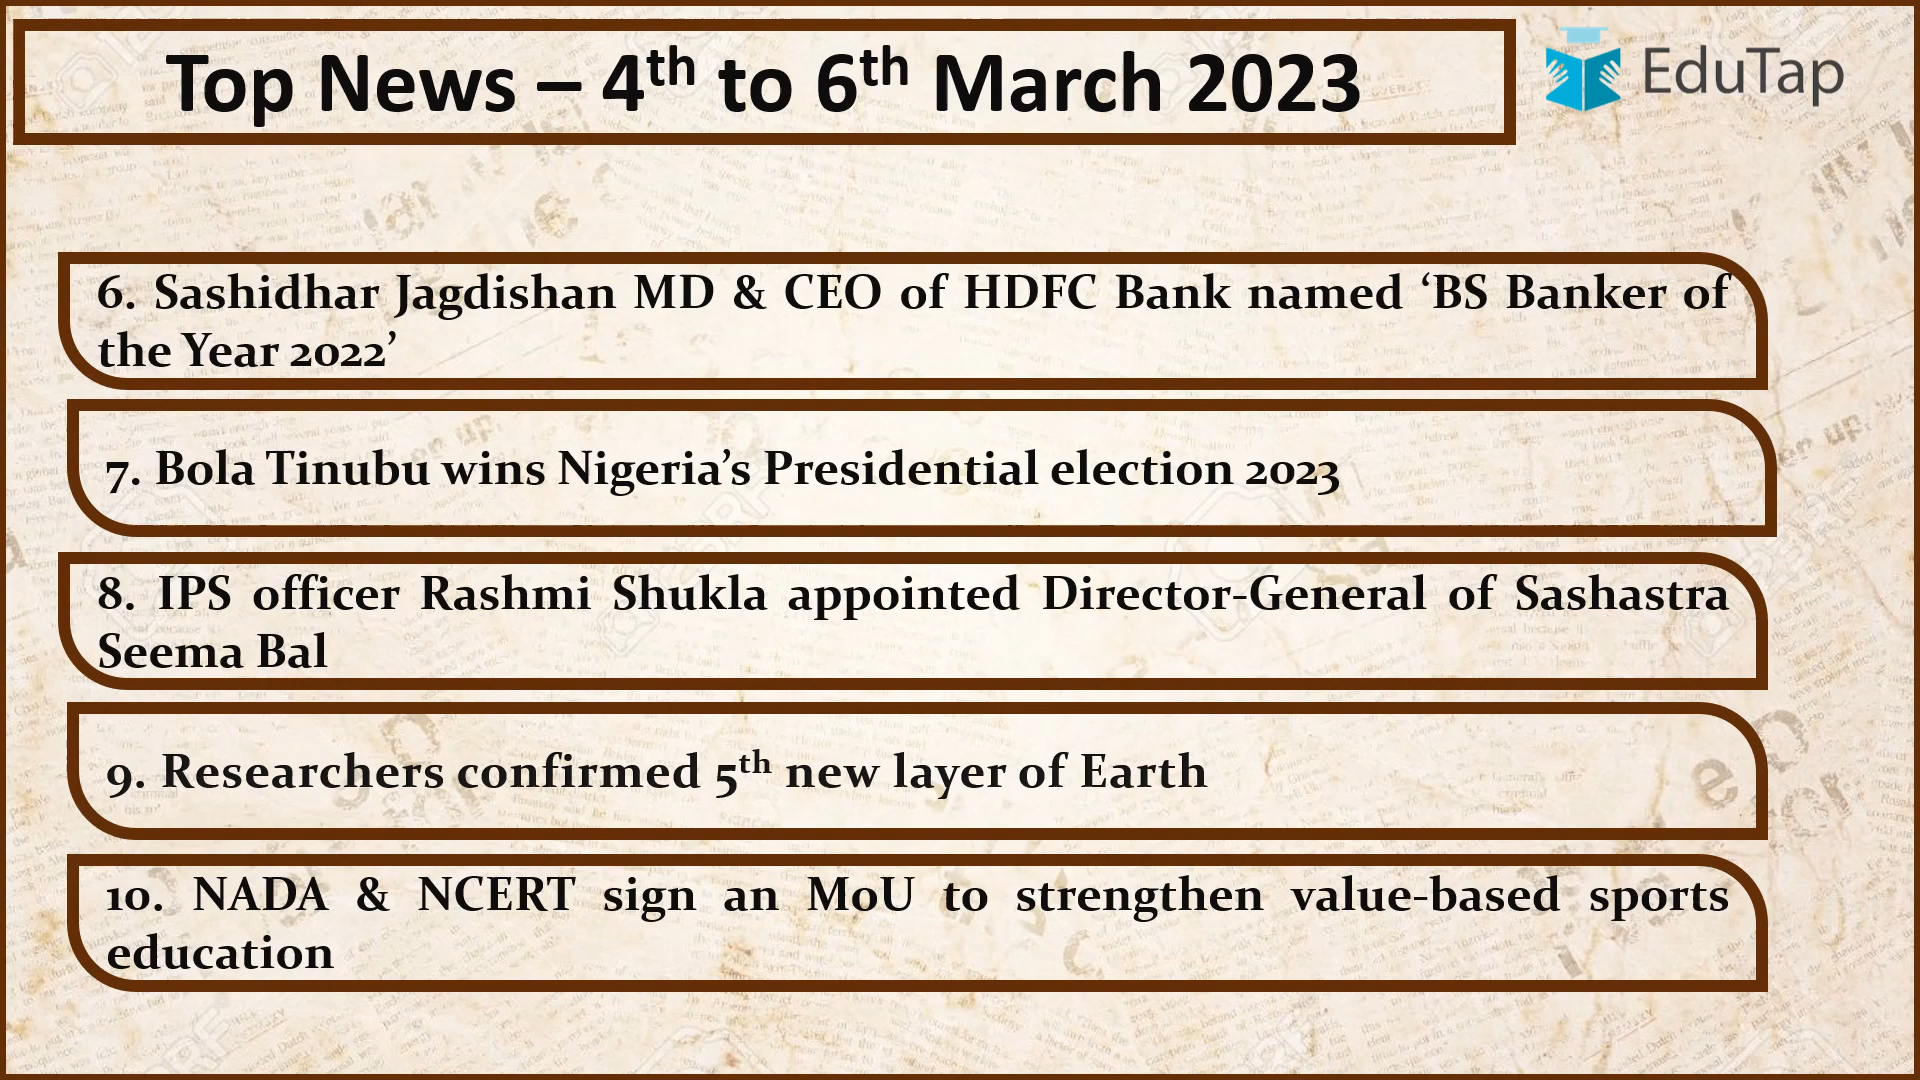 Top News – 4th to 6th March 2023
EduTap
6. Sashidhar Jagdishan MD & CEO of HDFC Bank named ‘BS Banker of
the Year 2022’
7. Bola Tinubu wins Nigeria’s Presidential election 2023
8. IPS officer Rashmi Shukla appointed Director-General of Sashastra
Seema Bal
9. Researchers confirmed 5th new layer of Earth
10. NADA & NCERT sign an MoU to strengthen value-based sports
education